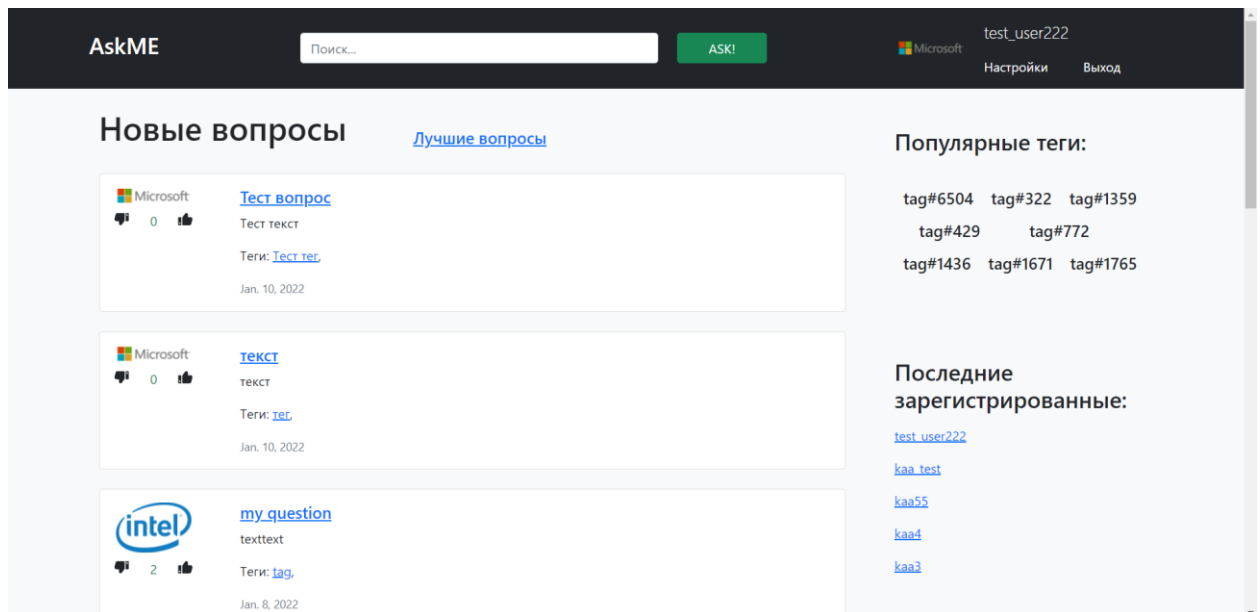 AskME
Поиск...
ASK!
Microsoft
test_user222
Настройки Выход
Новые вопросы
Лучшие вопросы
Microsoft
0
Тест вопрос
Тест текст
Теги: Тест тег,
Jan. 10, 2022
Microsoft
0
текст
текст
Теги: тег,
Jan. 10, 2022
intel
2
my question
texttext
Теги: tag,
Jan. 8, 2022
Популярные теги:
tag#6504 tag#322 tag#1359
tag#429 tag#772
tag#1436 tag#1671 tag#1765
Последние
зарегистрированные:
test_user222
kaa_test
kaa55
kaa4
kaa3